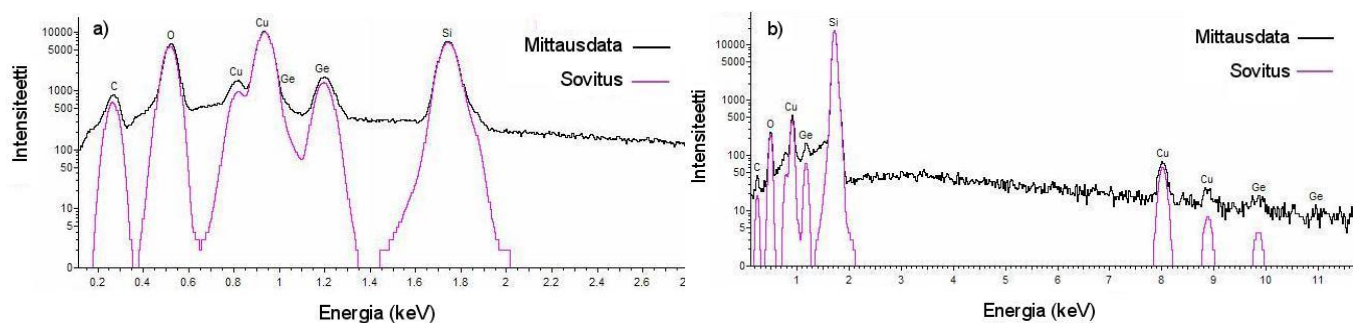 a)
Mittausdata
Sovitus
Intensiteetti
10000
5000
1000
500
100
50
10
5
0
C
O
Cu
Cu
Ge
Ge
Si
0.2 0.4 0.6 0.8 1 1.2 1.4 1.6 1.8 2 2.2 2.4 2.6
Energia (keV)
b)
Mittausdata
Sovitus
Intensiteetti
10000
5000
1000
500
100
50
10
5
0
C
O
Cu
Ge
Si
Cu
Cu
Ge
Ge
1 2 3 4 5 6 7 8 9 10 11
Energia (keV)